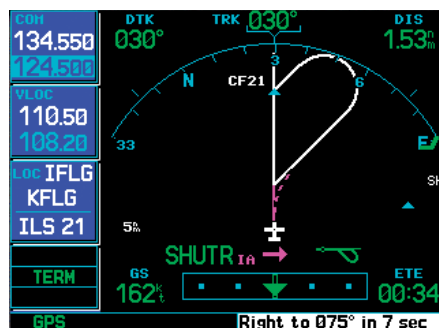 COM
134.550
124.500
VLOC
110.50
108.20
LOC IFLG
KFLG
ILS 21
TERM
GPS
DTK
030°
TRK 030°
DIS
1.53nm
33
N
3
6
E
CF21
SH
5nm
SHUTR IA
GS
162kt
ETE
00:34
Right to 075° in 7 sec